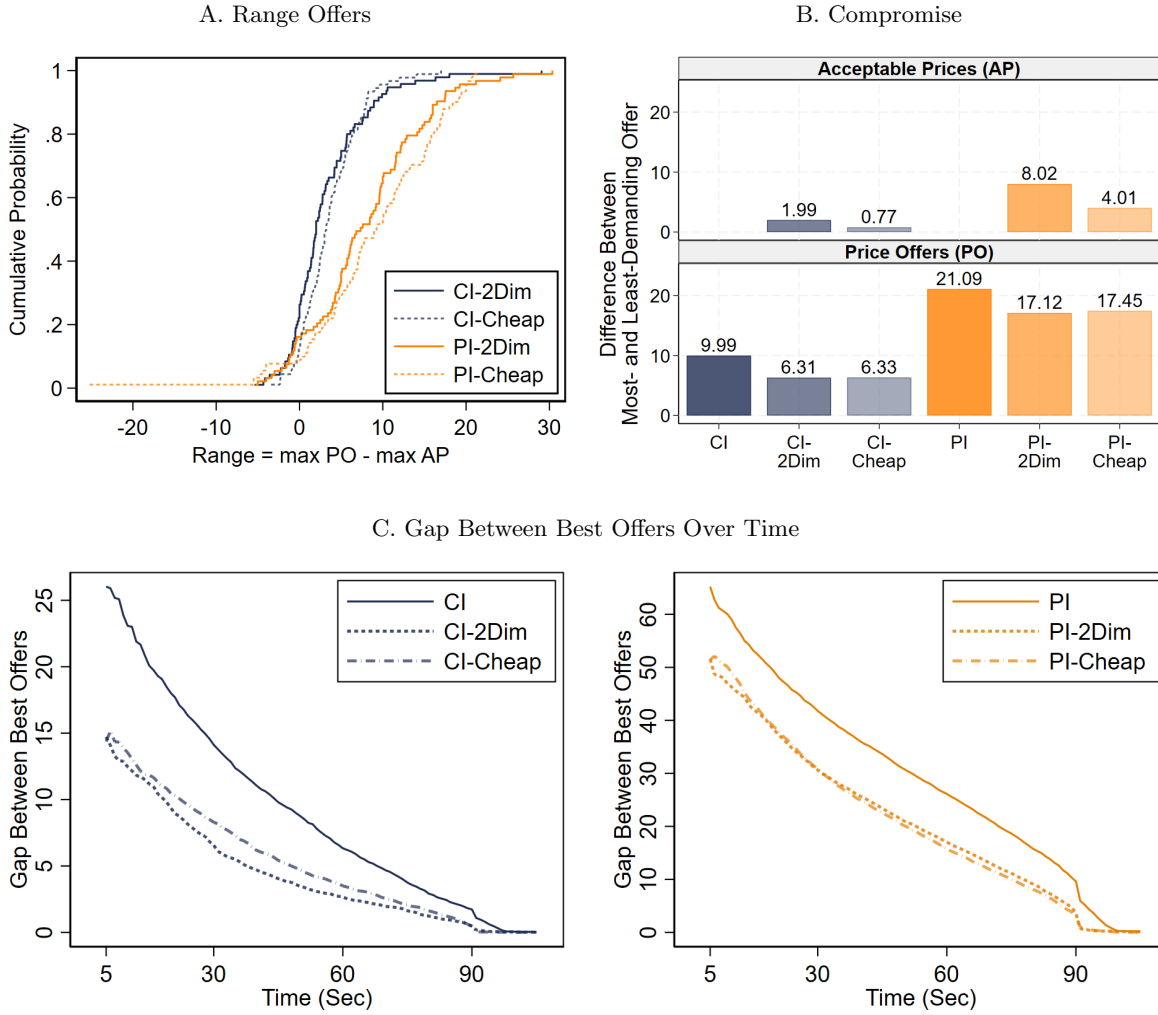 A. Range Offers
Cumulative Probability
1
.8
.6
.4
.2
0
CI-2Dim
CI-Cheap
PI-2Dim
PI-Cheap
-20
-10
0
10
20
30
Range = max PO - max AP
B. Compromise
Difference Between
Most- and Least-Demanding Offer
Acceptable Prices (AP)
20
10
0
1.99
0.77
8.02
4.01
Price Offers (PO)
20
10
0
9.99
6.31
6.33
21.09
17.12
17.45
CI
CI-
2Dim
CI-
Cheap
PI
PI-
2Dim
PI-
Cheap
C. Gap Between Best Offers Over Time
Gap Between Best Offers
25
20
15
10
5
0
CI
CI-2Dim
CI-Cheap
5
30
60
90
Time (Sec)
Gap Between Best Offers
60
50
40
30
20
10
0
PI
PI-2Dim
PI-Cheap
5
30
60
90
Time (Sec)